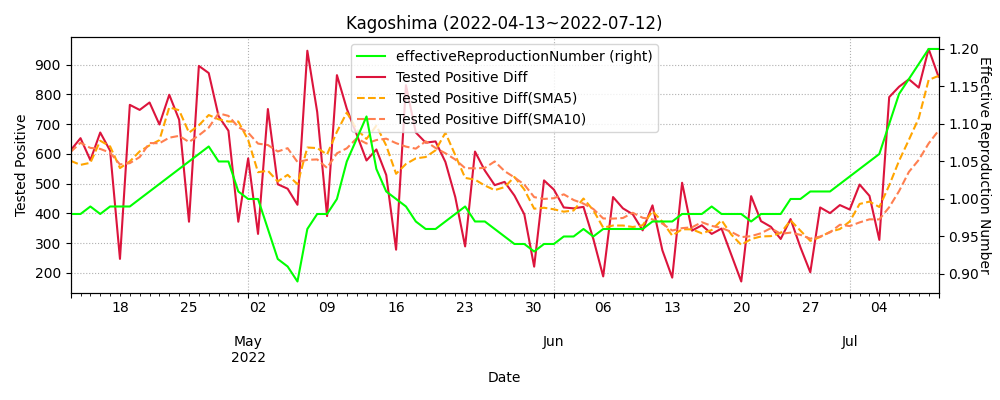 Kagoshima (2022-04-13~2022-07-12)
effectiveReproductionNumber (right)
Tested Positive Diff
Tested Positive Diff(SMA5)
Tested Positive Diff(SMA10)
Tested Positive
900
800
700
600
500
400
300
200
1.20
1.15
1.10
1.05
1.00
0.95
0.90
Effective Reproduction Number
18 25 02 09 16 23 30 06 13 20 27 04
May Jun Jul
2022
Date